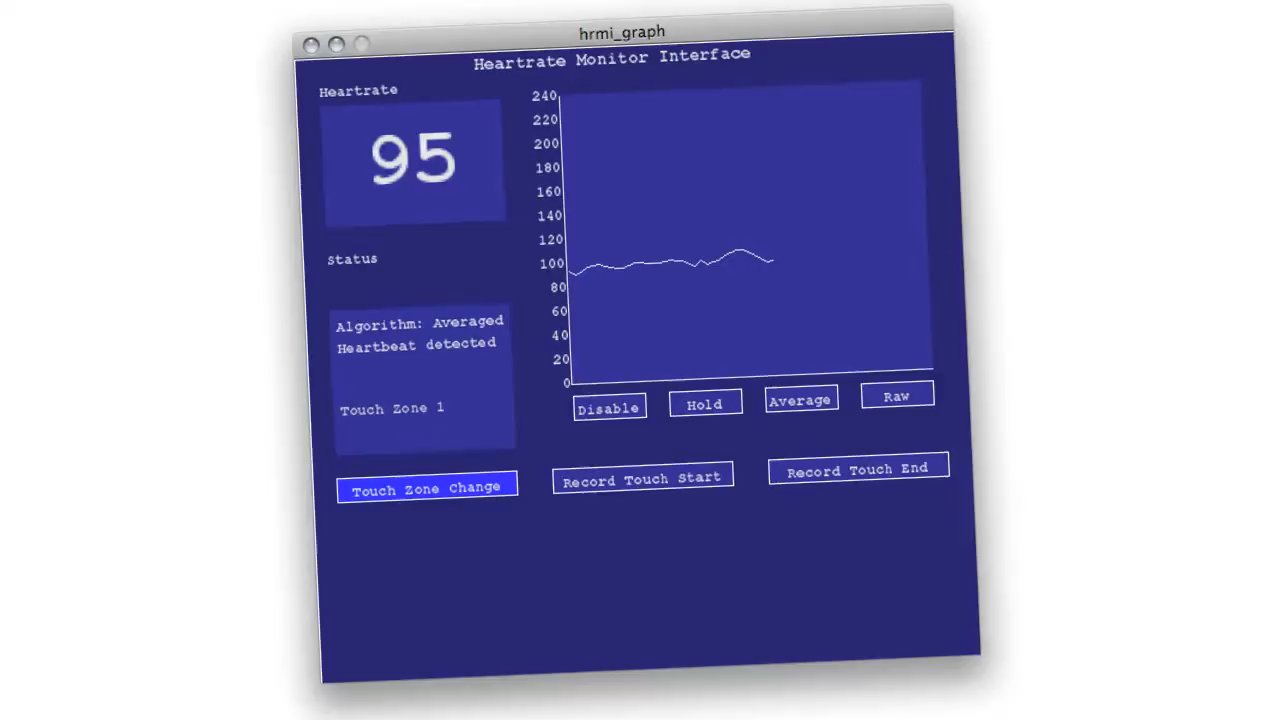 hrmi_graph
Heartrate Monitor Interface
Heartrate
95
Status
Algorithm: Averaged
Heartbeat detected
Touch Zone 1
240
220
200
180
160
140
120
100
80
60
40
20
0
Disable
Hold
Average
Raw
Touch Zone Change
Record Touch Start
Record Touch End